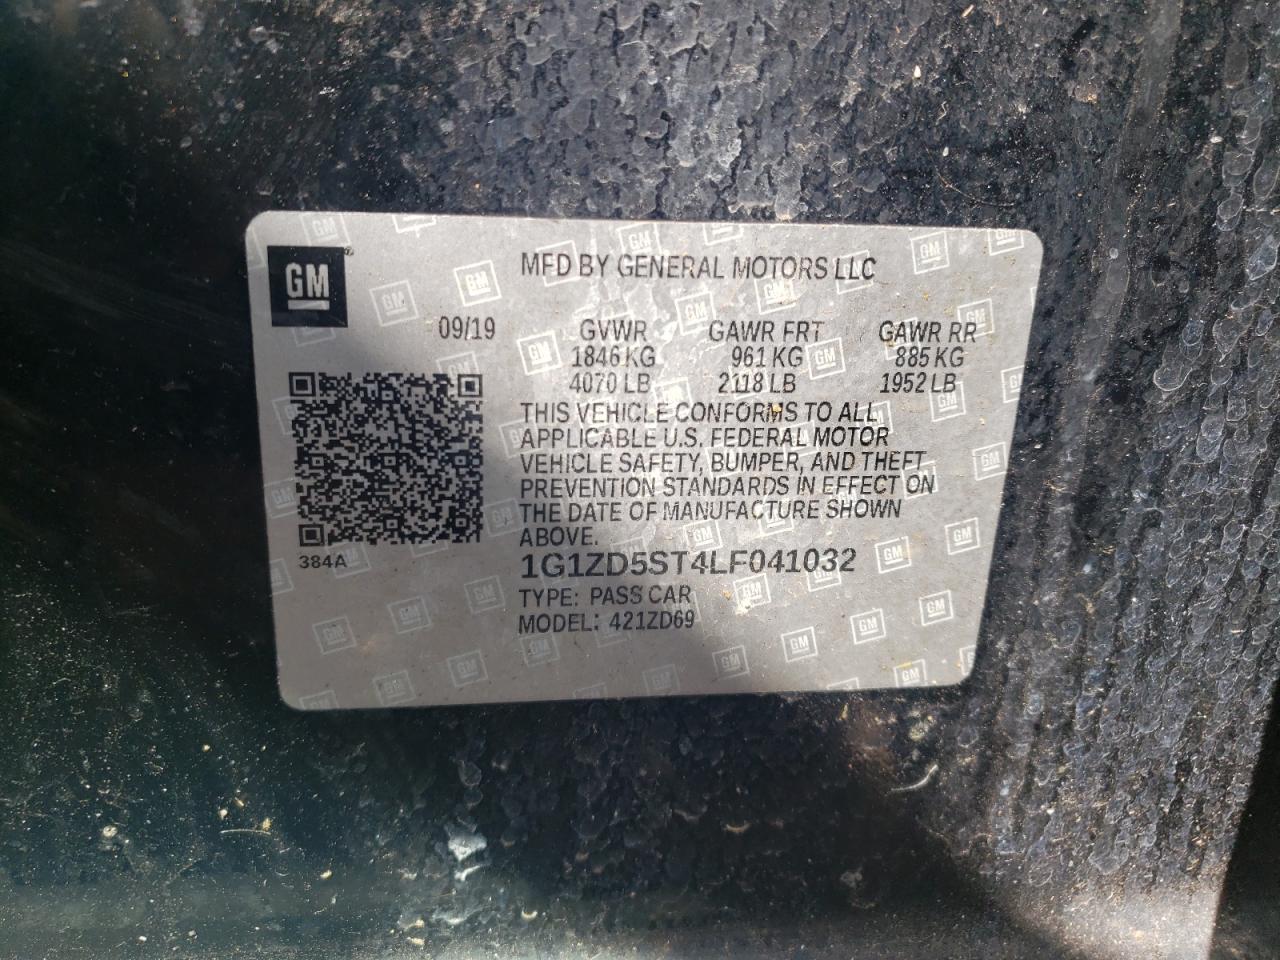 GM
MFD BY GENERAL MOTORS LLC
09/19 GVWR GAWR FRT GAWR RR
1846 KG 961 KG 885 KG
4070 LB 2118 LB 1952 LB
THIS VEHICLE CONFORMS TO ALL
APPLICABLE U.S. FEDERAL MOTOR
VEHICLE SAFETY, BUMPER, AND THEFT
PREVENTION STANDARDS IN EFFECT ON
THE DATE OF MANUFACTURE SHOWN
ABOVE.
384A
1G1ZD5ST4LF041032
TYPE: PASS CAR
MODEL: 421ZD69